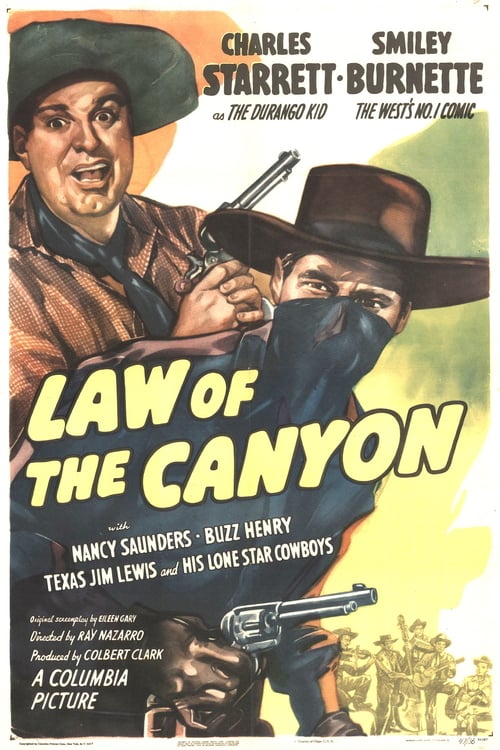 CHARLES SMILEY
STARRETT · BURNETTE
as THE DURANGO KID THE WEST'S NO. 1 COMIC
LAW OF
THE CANYON
with
NANCY SAUNDERS · BUZZ HENRY
TEXAS JIM LEWIS and HIS LONE STAR COWBOYS
Original screenplay by EILEEN GARY
Directed by RAY NAZARRO
Produced by COLBERT CLARK
A COLUMBIA
PICTURE